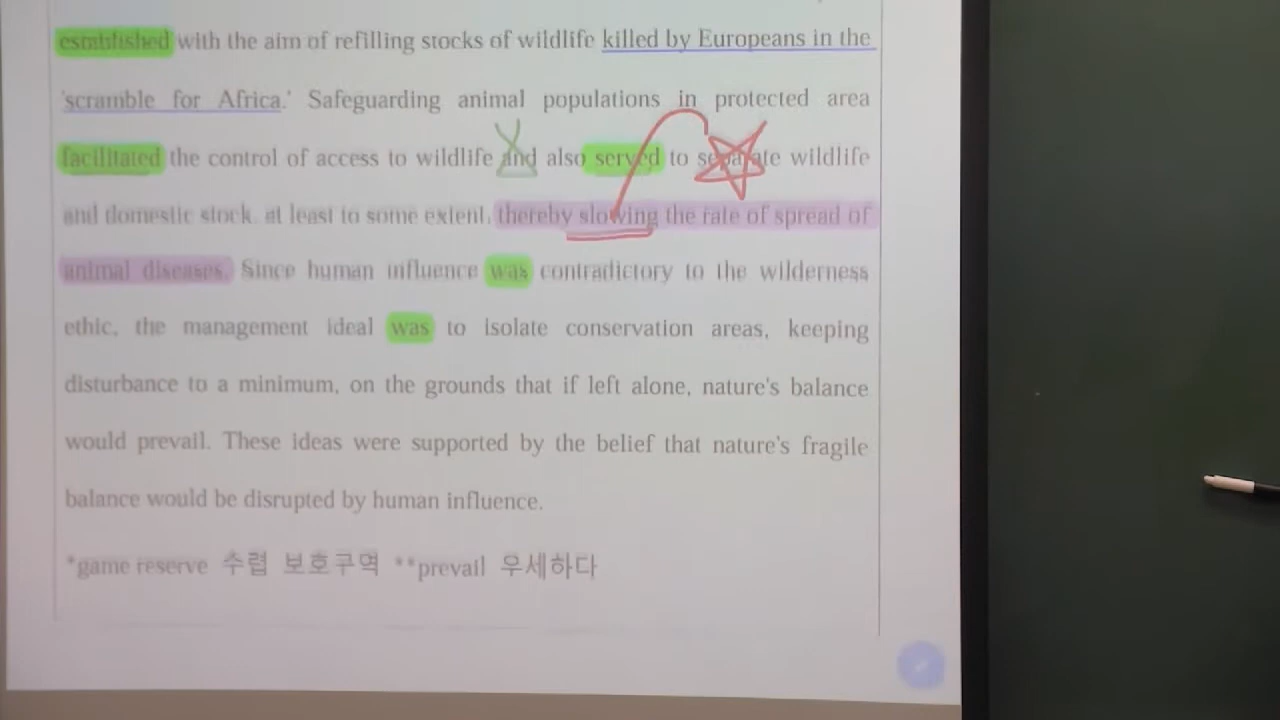 established with the aim of refilling stocks of wildlife killed by Europeans in the
'scramble for Africa.' Safeguarding animal populations in protected area
facilitated the control of access to wildlife and also served to separate wildlife
and domestic stock, at least to some extent, thereby slowing the rate of spread of
animal diseases. Since human influence was contradictory to the wilderness
ethic, the management ideal was to isolate conservation areas, keeping
disturbance to a minimum, on the grounds that if left alone, nature's balance
would prevail. These ideas were supported by the belief that nature's fragile
balance would be disrupted by human influence.
*game reserve 수렵 보호구역 **prevail 우세하다